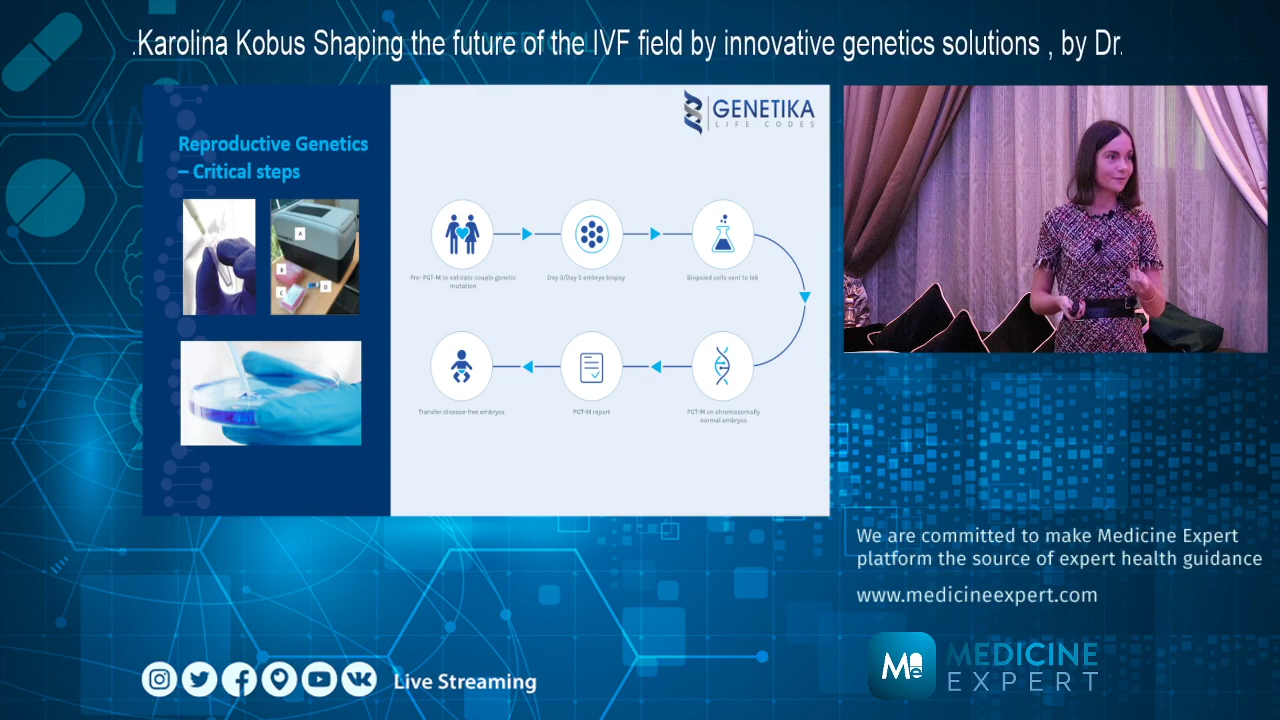 .Karolina Kobus Shaping the future of the IVF field by innovative genetics solutions , by Dr.
GENETIKA
LIFE CODES
Reproductive Genetics
– Critical steps
A
B
C
D
Pre- PGT-M to validate couple genetic
mutation
Day 3/Day 5 embryo biopsy
Biopsied cells sent to lab
Transfer disease-free embryos
PGT-M report
PGT-M on chromosomally
normal embryos
We are committed to make Medicine Expert
platform the source of expert health guidance
www.medicineexpert.com
Live Streaming
Me
MEDICINE
EXPERT